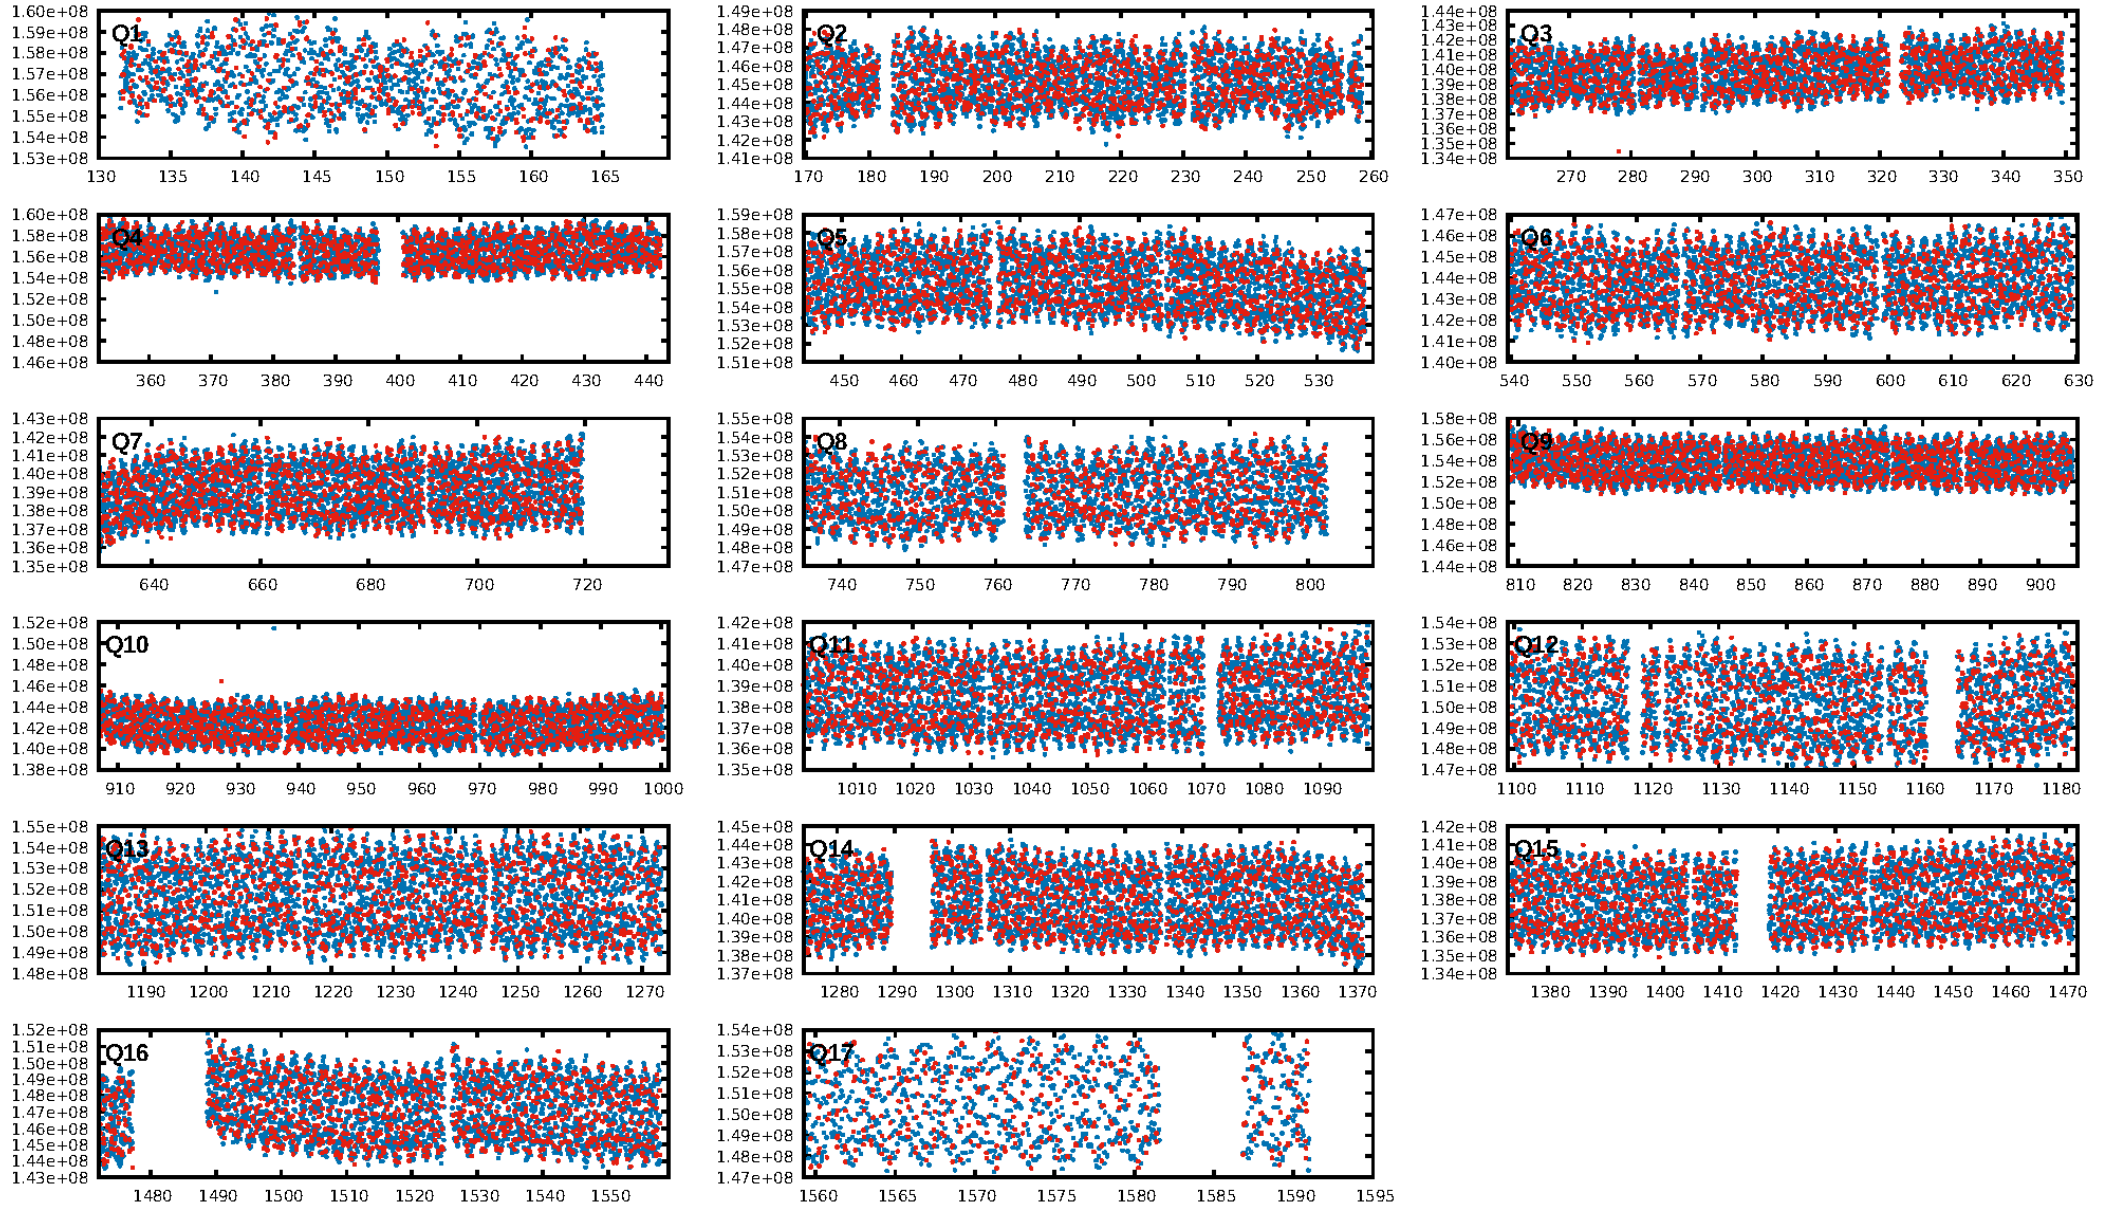 1.60e+08 1.59e+08 1.58e+08 1.57e+08 1.56e+08 1.55e+08 1.54e+08 1.53e+08
Q1
130 135 140 145 150 155 160 165
1.49e+08 1.48e+08 1.47e+08 1.46e+08 1.45e+08 1.44e+08 1.43e+08 1.42e+08 1.41e+08
Q2
170 180 190 200 210 220 230 240 250 260
1.44e+08 1.43e+08 1.42e+08 1.41e+08 1.40e+08 1.39e+08 1.38e+08 1.37e+08 1.36e+08 1.35e+08 1.34e+08
Q3
270 280 290 300 310 320 330 340 350
1.60e+08 1.58e+08 1.56e+08 1.54e+08 1.52e+08 1.50e+08 1.48e+08 1.46e+08
Q4
360 370 380 390 400 410 420 430 440
1.59e+08 1.58e+08 1.57e+08 1.56e+08 1.55e+08 1.54e+08 1.53e+08 1.52e+08 1.51e+08
Q5
450 460 470 480 490 500 510 520 530
1.47e+08 1.46e+08 1.45e+08 1.44e+08 1.43e+08 1.42e+08 1.41e+08 1.40e+08
Q6
540 550 560 570 580 590 600 610 620 630
1.43e+08 1.42e+08 1.41e+08 1.40e+08 1.39e+08 1.38e+08 1.37e+08 1.36e+08 1.35e+08
Q7
640 660 680 700 720
1.55e+08 1.54e+08 1.53e+08 1.52e+08 1.51e+08 1.50e+08 1.49e+08 1.48e+08 1.47e+08
Q8
740 750 760 770 780 790 800
1.58e+08 1.56e+08 1.54e+08 1.52e+08 1.50e+08 1.48e+08 1.46e+08 1.44e+08
Q9
810 820 830 840 850 860 870 880 890 900
1.52e+08 1.50e+08 1.48e+08 1.46e+08 1.44e+08 1.42e+08 1.40e+08 1.38e+08
Q10
910 920 930 940 950 960 970 980 990 1000
1.42e+08 1.41e+08 1.40e+08 1.39e+08 1.38e+08 1.37e+08 1.36e+08 1.35e+08
Q11
1010 1020 1030 1040 1050 1060 1070 1080 1090
1.54e+08 1.53e+08 1.52e+08 1.51e+08 1.50e+08 1.49e+08 1.48e+08 1.47e+08
Q12
1100 1110 1120 1130 1140 1150 1160 1170 1180
1.55e+08 1.54e+08 1.53e+08 1.52e+08 1.51e+08 1.50e+08 1.49e+08 1.48e+08
Q13
1190 1200 1210 1220 1230 1240 1250 1260 1270
1.45e+08 1.44e+08 1.43e+08 1.42e+08 1.41e+08 1.40e+08 1.39e+08 1.38e+08 1.37e+08
Q14
1280 1290 1300 1310 1320 1330 1340 1350 1360 1370
1.42e+08 1.41e+08 1.40e+08 1.39e+08 1.38e+08 1.37e+08 1.36e+08 1.35e+08 1.34e+08
Q15
1380 1390 1400 1410 1420 1430 1440 1450 1460 1470
1.52e+08 1.51e+08 1.50e+08 1.49e+08 1.48e+08 1.47e+08 1.46e+08 1.45e+08 1.44e+08 1.43e+08
Q16
1480 1490 1500 1510 1520 1530 1540 1550
1.54e+08 1.53e+08 1.52e+08 1.51e+08 1.50e+08 1.49e+08 1.48e+08 1.47e+08
Q17
1560 1565 1570 1575 1580 1585 1590 1595